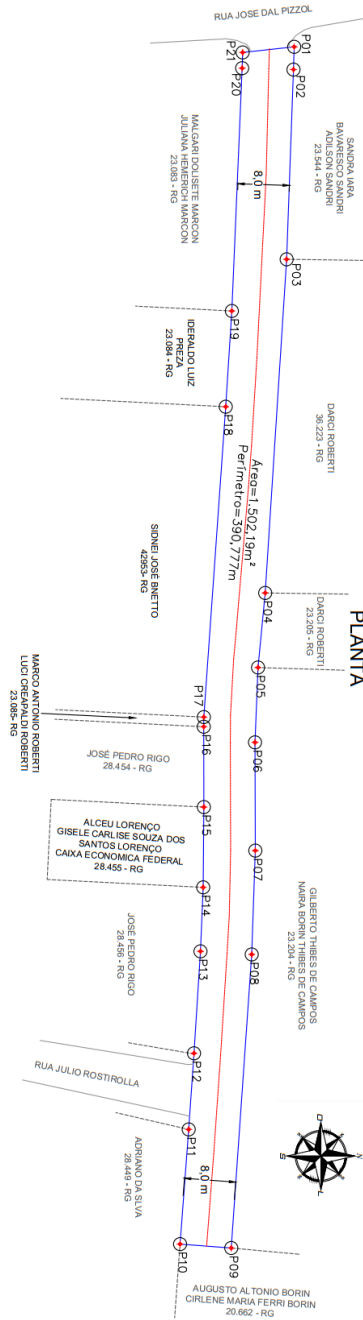 RUA JOSE DAL PIZZOL
P01
P21
P02
P20
SANDRA IARA
BAVARESCO SANDRI
ADILSON SANDRI
23.544 - RG
MALGARI DOLISETE MARCON
JULIANA HEMERICH MARCON
23.083 - RG
8,0 m
P03
P19
IDERALDO LUIZ
PREZA
23.084 - RG
P18
DARCI ROBERTI
36.223 - RG
Área=1.502,19m²
Perímetro=390,777m
P04
DARCI ROBERTI
23.205 - RG
PLANTA
P05
SIDNEI JOSÉ BNETTO
42953- RG
P17
P16
P06
MARCO ANTONIO ROBERTI
LUCI CREAPALDI ROBERTI
23.085- RG
JOSÉ PEDRO RIGO
28.454 - RG
P15
ALCEU LORENÇO
GISELE CARLISE SOUZA DOS
SANTOS LORENÇO
CAIXA ECONOMICA FEDERAL
28.455 - RG
P07
P14
GILBERTO THIBES DE CAMPOS
NAIRA BORIN THIBES DE CAMPOS
23.204 - RG
P13
P08
JOSÉ PEDRO RIGO
28.456 - RG
P12
RUA JULIO ROSTIROLLA
P11
ADRIANO DA SLVA
28.449 - RG
8,0 m
N
S
L
O
P10
P09
AUGUSTO ALTONIO BORIN
CIRLENE MARIA FERRI BORIN
20.662 - RG